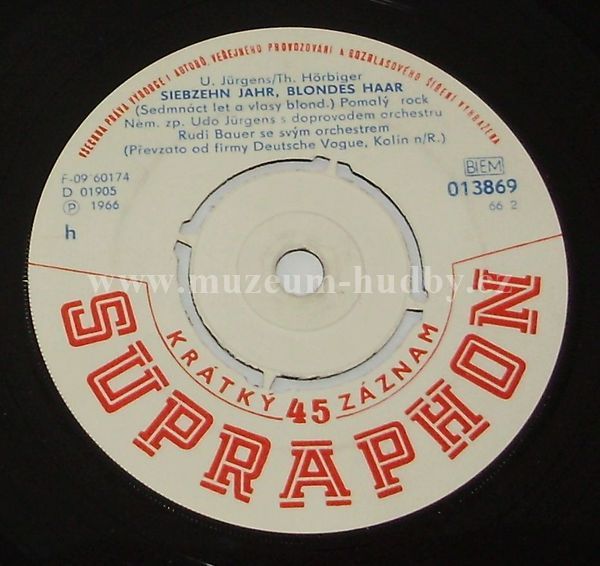 VŠECHNA PRÁVA VÝROBCE I AUTORŮ, VEŘEJNÉHO PROVOZOVÁNÍ A ROZHLASOVÉHO ŠÍŘENÍ VYHRAZENA
U. Jürgens/Th. Hörbiger
SIEBZEHN JAHR, BLONDES HAAR
(Sedmnáct let a vlasy blond.) Pomalý rock
Něm. zp. Udo Jürgens s doprovodem orchestru
Rudi Bauer se svým orchestrem
(Převzato od firmy Deutsche Vogue, Kolín n/R.)
F-09 60174
D 01905
Ⓟ 1966
h
BIEM
013869
66 2
www.muzeum-hudby.cz
KRÁTKÝ 45 ZÁZNAM
SUPRAPHON